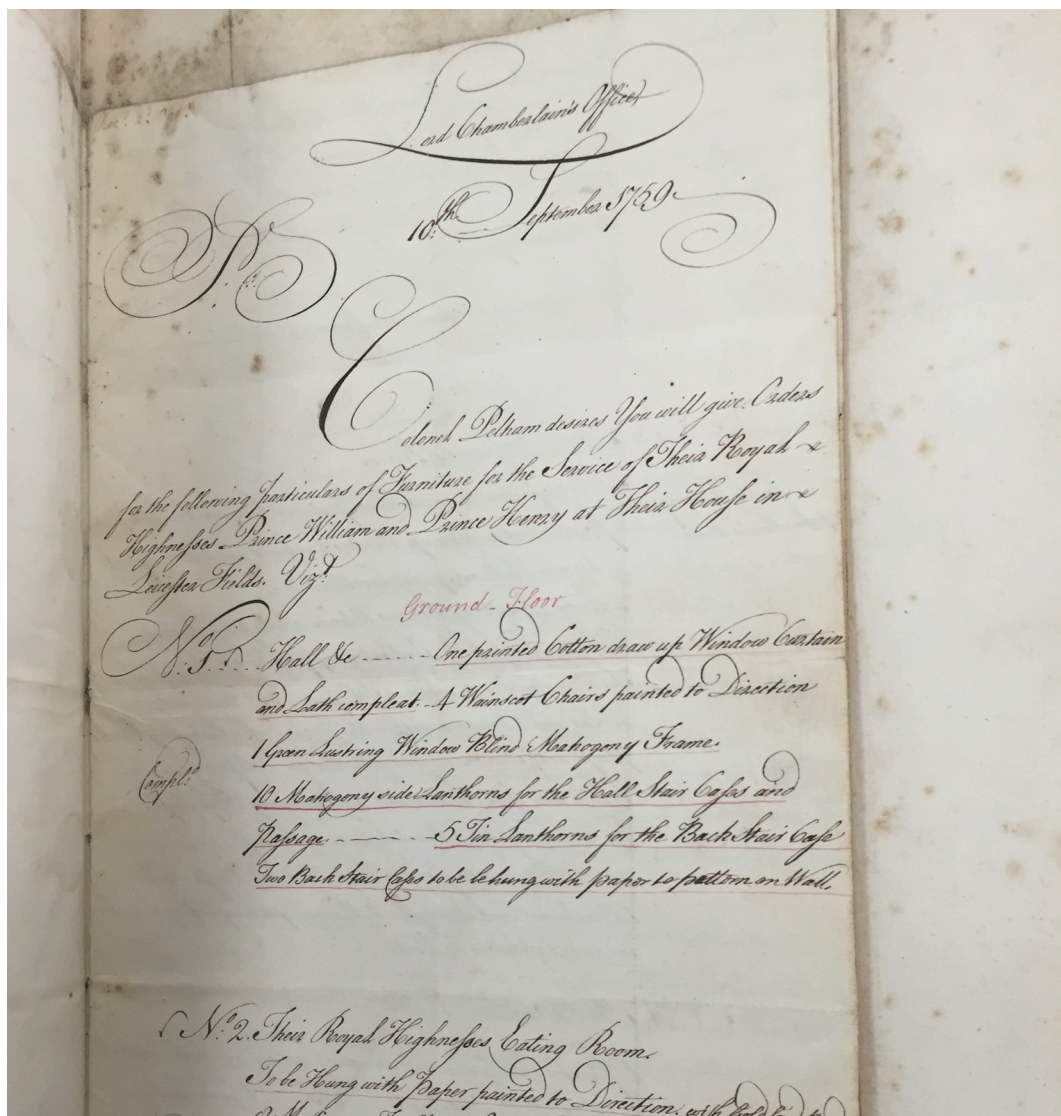 Lord Chamberlain's Office
10th. September 1759
Sr.
Colonel Pelham desires You will give Orders
for the following particulars of Furniture for the Service of Their Royal
Highnesses Prince William and Prince Henry at Their House in
Leicester Fields. Vizt.
Ground-Floor
No. 1. Hall &c ------ One printed Cotton draw up Window Curtain
and Lath compleat. 4 Wainscot Chairs painted to Direction
1 Green Lustring Window Blind Mahogony Frame.
Compld.
10 Mahogony side Lanthorns for the Hall Stair Cases and
Passage ------ 5 Tin Lanthorns for the Back Stair Case
Two Back Stair Cases to be be hung with paper to pattern on Wall.
No. 2. Their Royal Highnesses Eating Room.
To be Hung with Paper painted to Direction. with